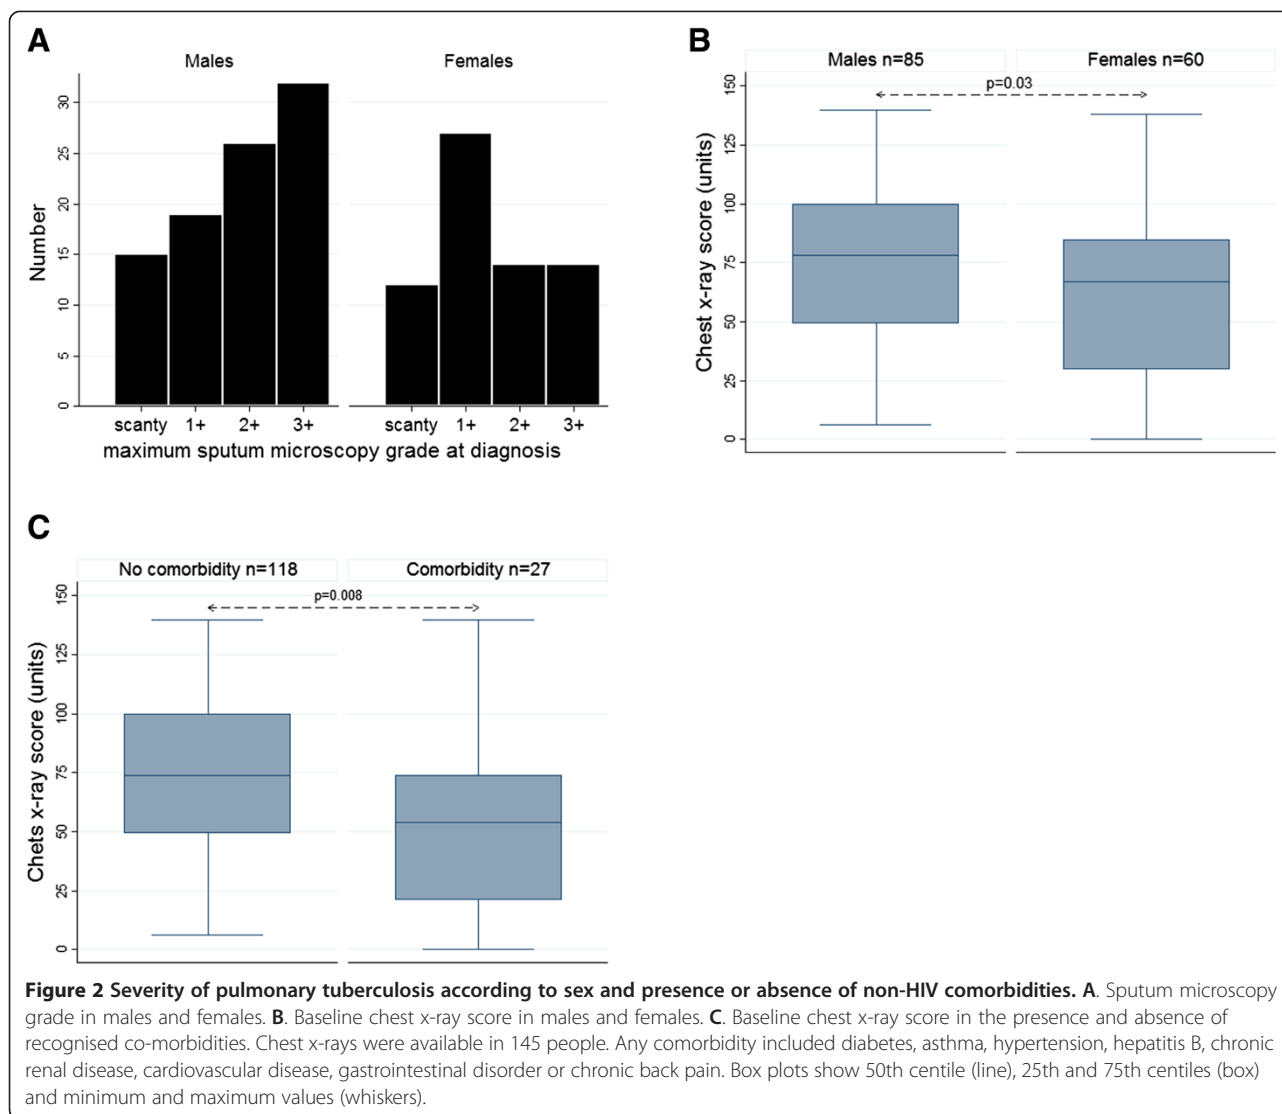 A
Males
Females
Number
0
5
10
15
20
25
30
scanty 1+ 2+ 3+
scanty 1+ 2+ 3+
maximum sputum microscopy grade at diagnosis
B
Males n=85
Females n=60
p=0.03
Chest x-ray score (units)
0
25
50
75
100
125
150
C
No comorbidity n=118
Comorbidity n=27
p=0.008
Chets x-ray score (units)
0
25
50
75
100
125
150
Figure 2 Severity of pulmonary tuberculosis according to sex and presence or absence of non-HIV comorbidities. A. Sputum microscopy
grade in males and females. B. Baseline chest x-ray score in males and females. C. Baseline chest x-ray score in the presence and absence of
recognised co-morbidities. Chest x-rays were available in 145 people. Any comorbidity included diabetes, asthma, hypertension, hepatitis B, chronic
renal disease, cardiovascular disease, gastrointestinal disorder or chronic back pain. Box plots show 50th centile (line), 25th and 75th centiles (box)
and minimum and maximum values (whiskers).